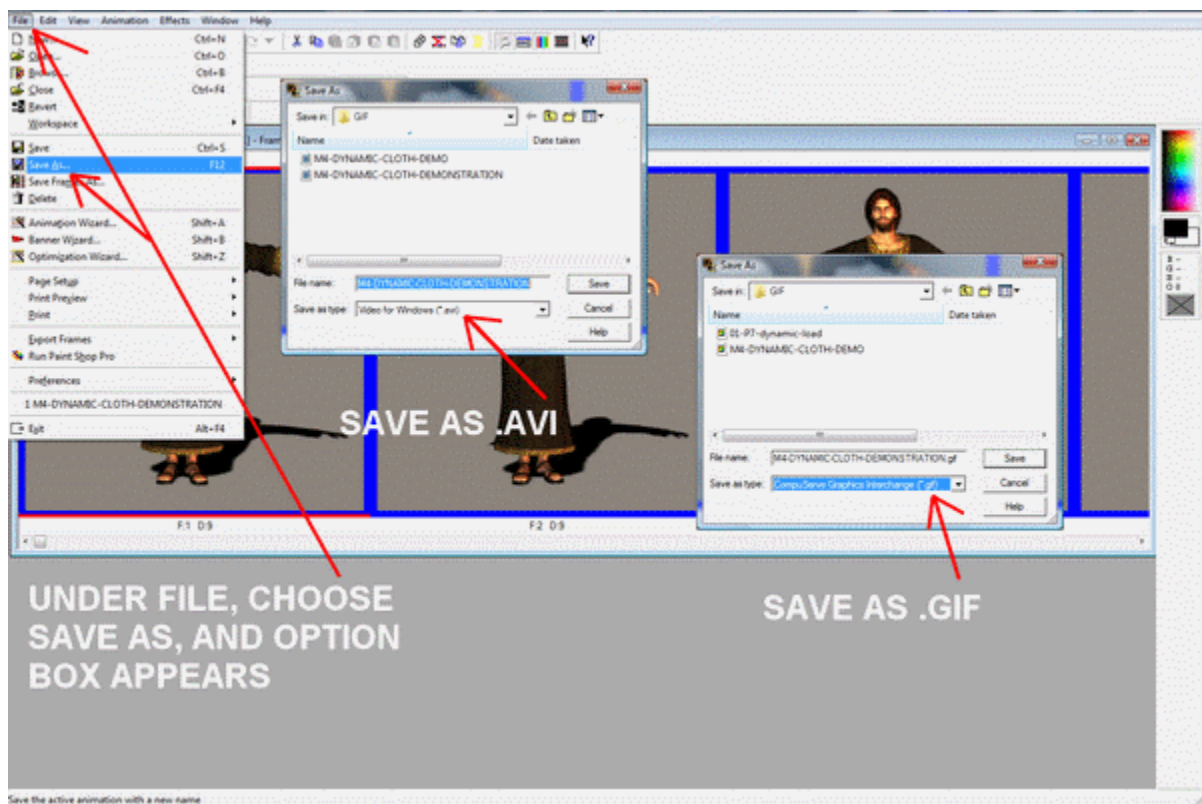 File Edit View Animation Effects Window Help
Ctrl+N
Ctrl+O
Browse... Ctrl+B
Close Ctrl+F4
Revert
Workspace
Save Ctrl+S
Save As... F12
Save Frames As...
Delete
Animation Wizard... Shift+A
Banner Wizard... Shift+B
Optimization Wizard... Shift+Z
Page Setup
Print Preview
Print
Export Frames
Run Paint Shop Pro
Preferences
1 M4-DYNAMIC-CLOTH-DEMONSTRATION
Exit Alt+F4
Save As
Save in: GIF
Name Date taken
M4-DYNAMIC-CLOTH-DEMO
M4-DYNAMIC-CLOTH-DEMONSTRATION
File name: M4-DYNAMIC-CLOTH-DEMONSTRATION Save
Save as type: Video for Windows (*.avi) Cancel
Help
SAVE AS .AVI
Save As
Save in: GIF
Name Date taken
01-P7-dynamic-load
M4-DYNAMIC-CLOTH-DEMO
File name: M4-DYNAMIC-CLOTH-DEMONSTRATION.gif Save
Save as type: CompuServe Graphics Interchange (*.gif) Cancel
Help
F:1 D:9
F:2 D:9
UNDER FILE, CHOOSE
SAVE AS, AND OPTION
BOX APPEARS
SAVE AS .GIF
Save the active animation with a new name